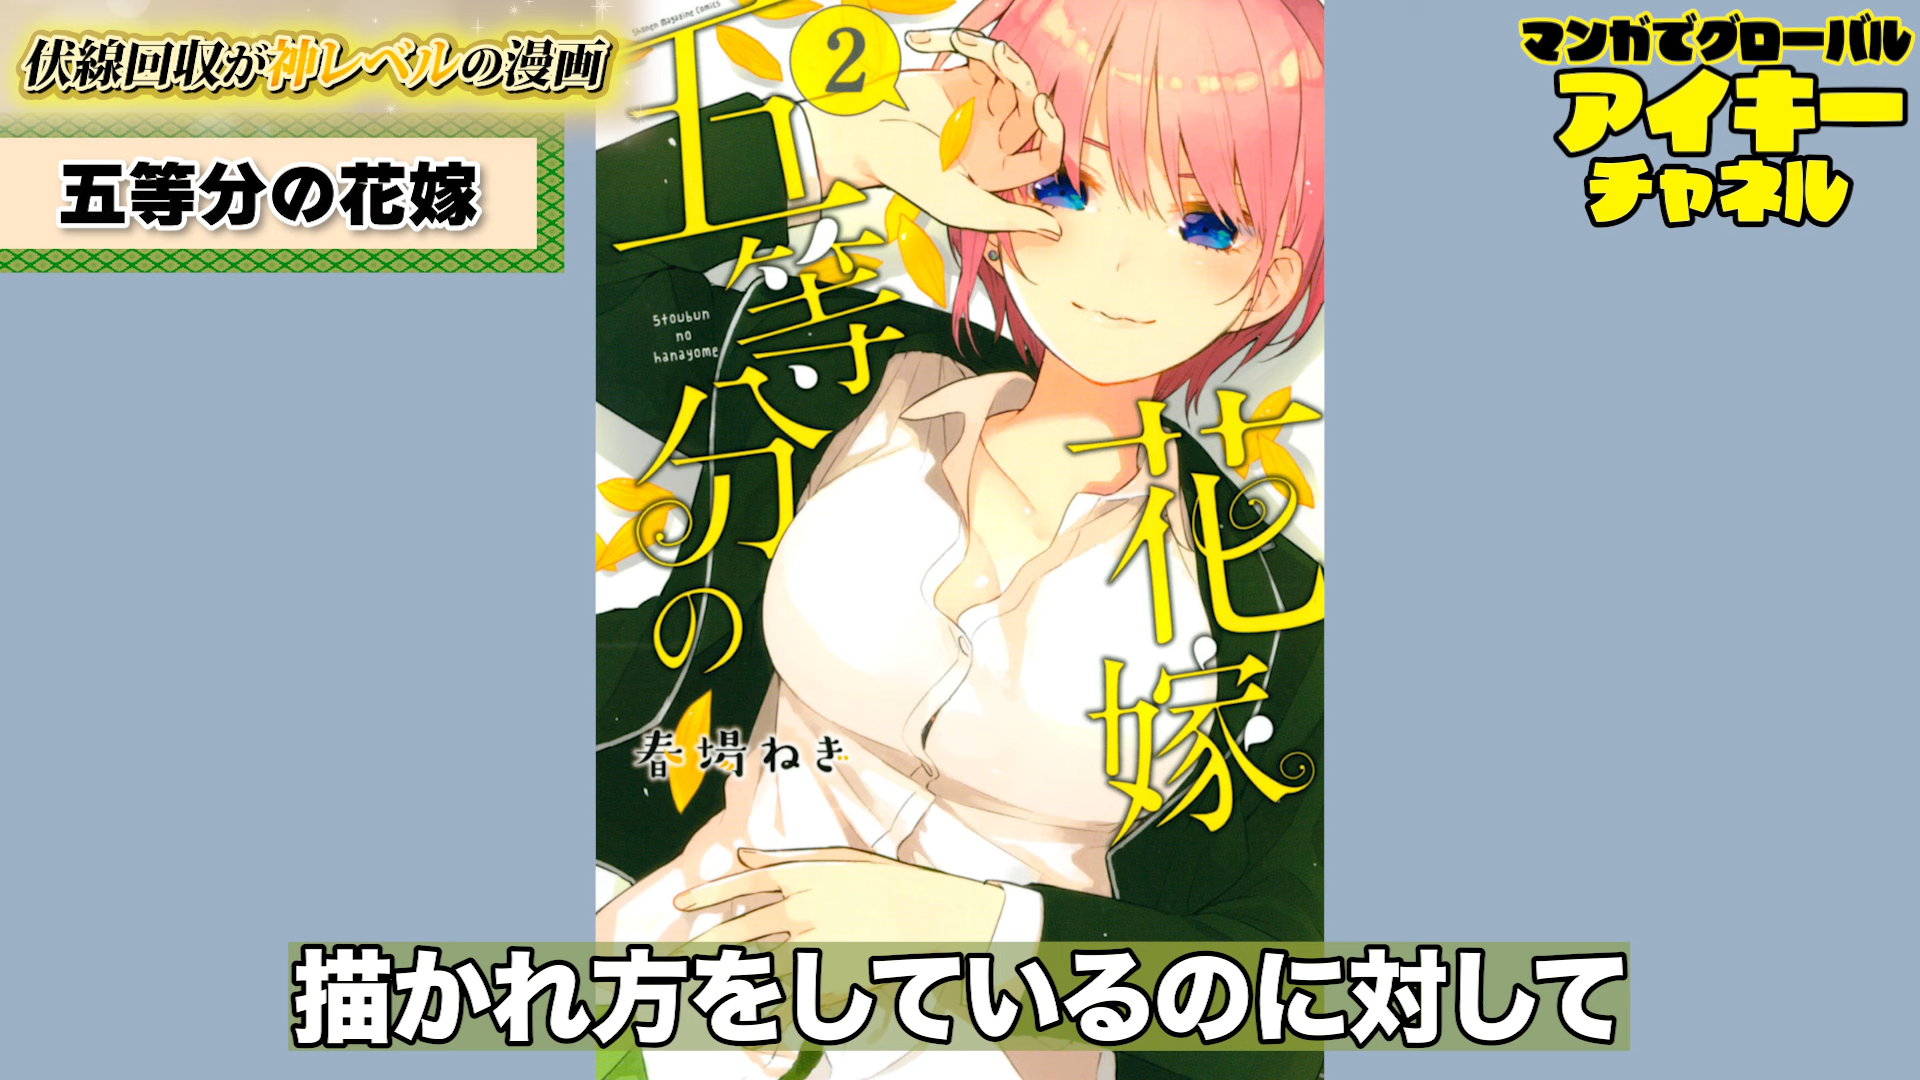 伏線回収が神レベルの漫画
五等分の花嫁
マンガでグローバル
アイキー
チャネル
Shonen Magazine Comics
2
五等分の
花嫁
5toubun
no
hanayome
春場ねぎ
描かれ方をしているのに対して